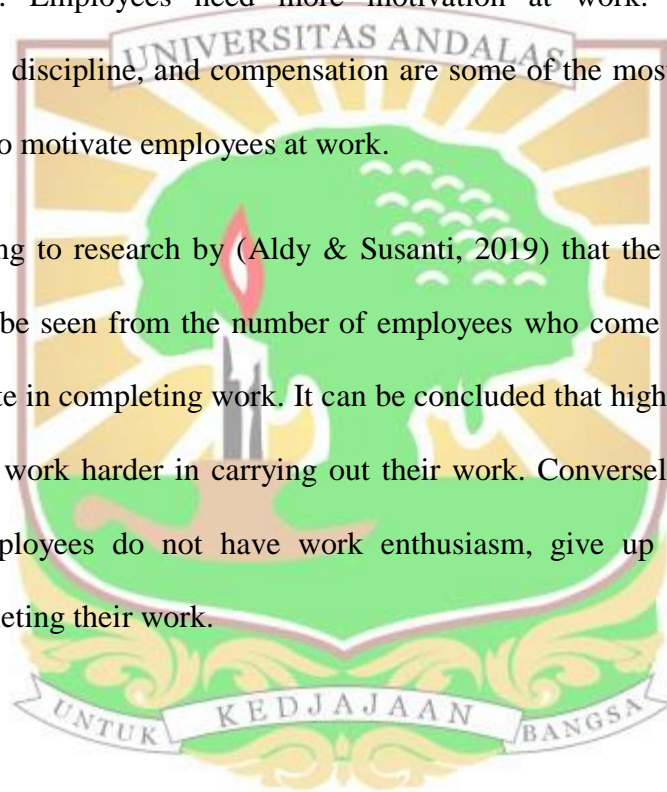 . Employees need more motivation at work.
UNIVERSITAS ANDALAS
discipline, and compensation are some of the most
o motivate employees at work.
ng to research by (Aldy & Susanti, 2019) that the
be seen from the number of employees who come
te in completing work. It can be concluded that high
work harder in carrying out their work. Conversel
ployees do not have work enthusiasm, give up
eting their work.
UNTUK KEDJAJAAN BANGSA